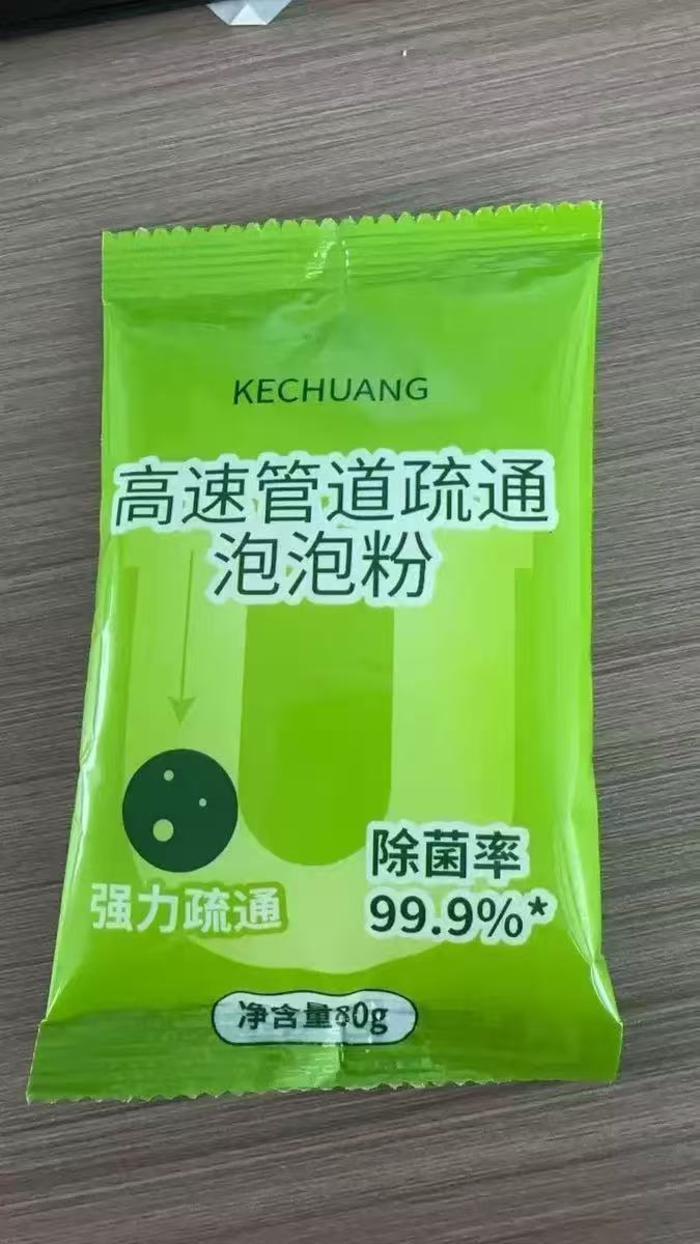 KECHUANG
高速管道疏通
泡泡粉
强力疏通
除菌率
99.9%*
净含量80g